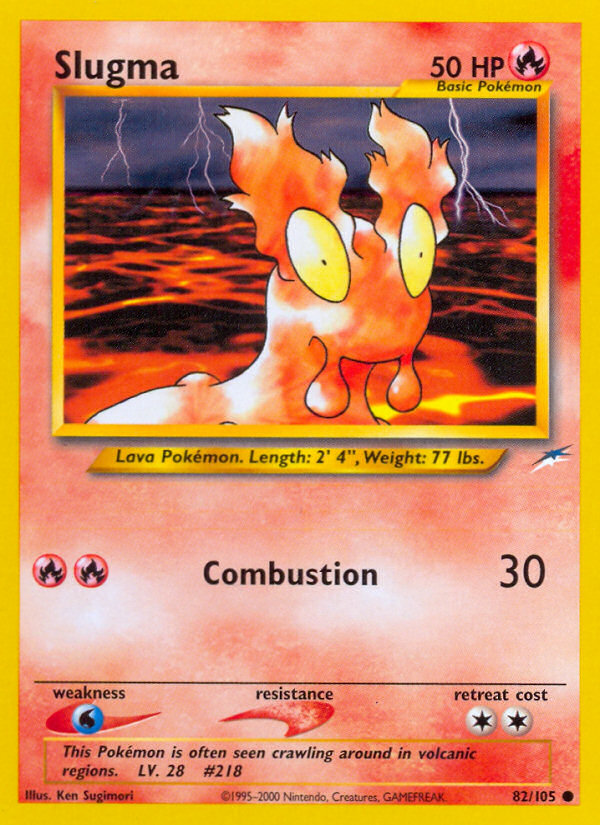 Slugma
50 HP
Basic Pokémon
Lava Pokémon. Length: 2' 4", Weight: 77 lbs.
Combustion 30
weakness resistance retreat cost
This Pokémon is often seen crawling around in volcanic
regions. LV. 28 #218
Illus. Ken Sugimori ©1995-2000 Nintendo, Creatures, GAMEFREAK. 82/105